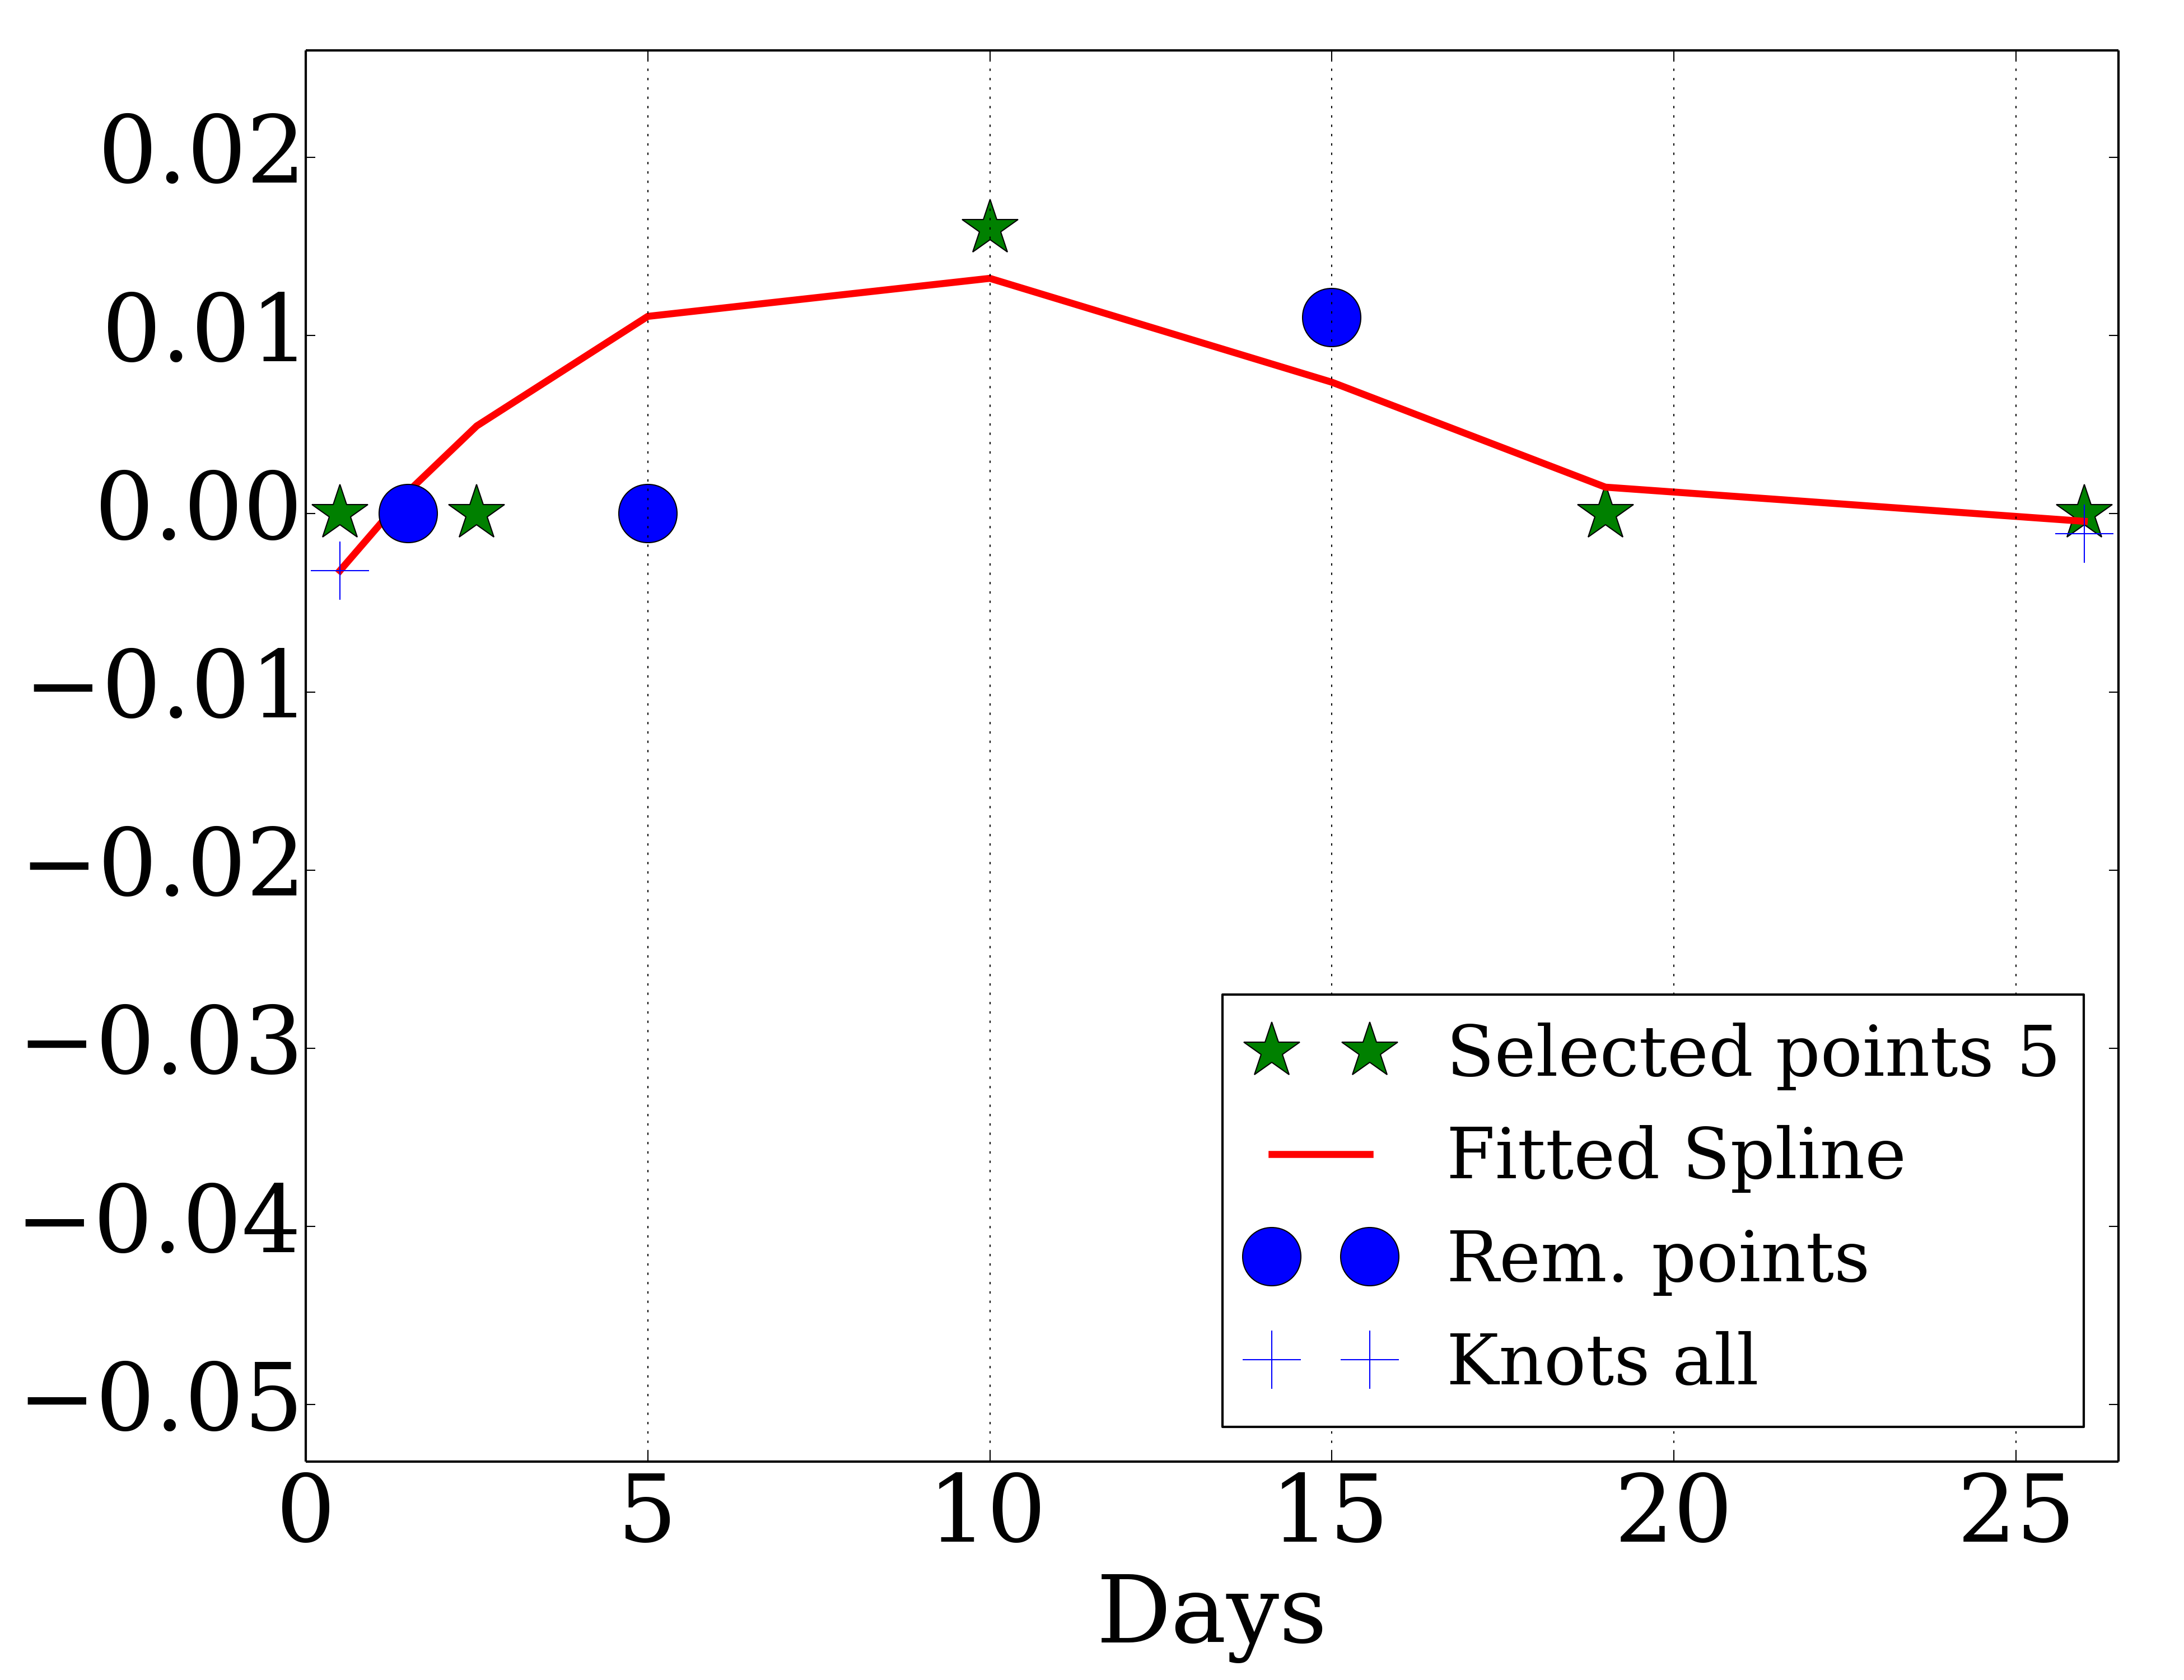 0.02
0.01
0.00
−0.01
−0.02
−0.03
−0.04
−0.05
0 5 10 15 20 25
Days
Selected points 5
Fitted Spline
Rem. points
Knots all